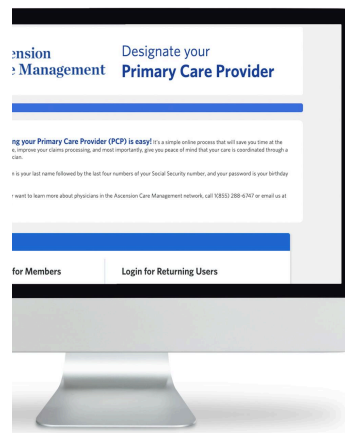 ension
e Management
Designate your
Primary Care Provider
ng your Primary Care Provider (PCP) is easy! It's a simple online process that will save you time at the
e, improve your claims processing, and most importantly, give you peace of mind that your care is coordinated through a
cian.
n is your last name followed by the last four numbers of your Social Security number, and your password is your birthday
want to learn more about physicians in the Ascension Care Management network, call 1(855) 288-6747 or email us at
for Members
Login for Returning Users